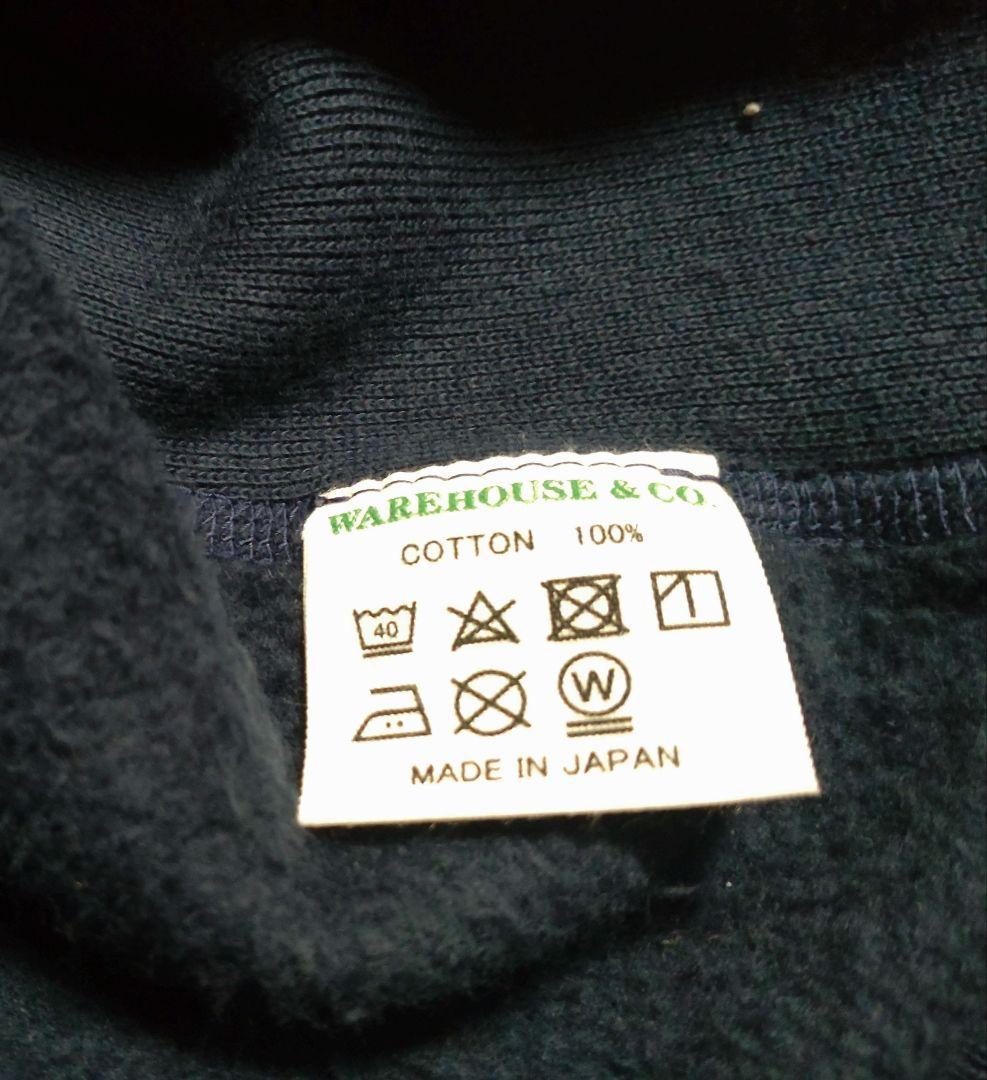 WAREHOUSE & CO.
COTTON 100%
40
W
MADE IN JAPAN